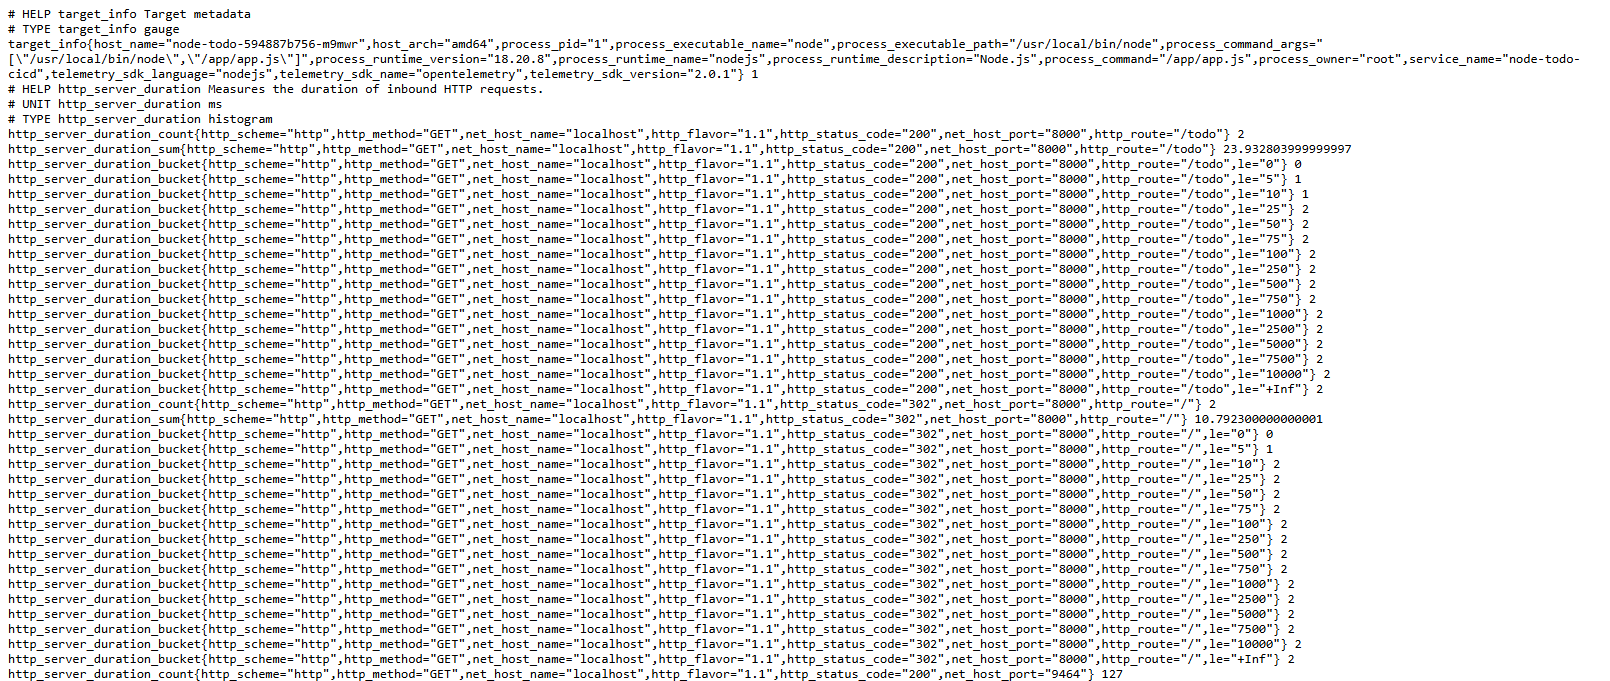 # HELP target_info Target metadata
# TYPE target_info gauge
target_info{host_name="node-todo-594887b756-m9mwr",host_arch="amd64",process_pid="1",process_executable_name="node",process_executable_path="/usr/local/bin/node",process_command_args="
[\"/usr/local/bin/node\",\"/app/app.js\"]",process_runtime_version="18.20.8",process_runtime_name="nodejs",process_runtime_description="Node.js",process_command="/app/app.js",process_owner="root",service_name="node-todo-
cicd",telemetry_sdk_language="nodejs",telemetry_sdk_name="opentelemetry",telemetry_sdk_version="2.0.1"} 1
# HELP http_server_duration Measures the duration of inbound HTTP requests.
# UNIT http_server_duration ms
# TYPE http_server_duration histogram
http_server_duration_count{http_scheme="http",http_method="GET",net_host_name="localhost",http_flavor="1.1",http_status_code="200",net_host_port="8000",http_route="/todo"} 2
http_server_duration_sum{http_scheme="http",http_method="GET",net_host_name="localhost",http_flavor="1.1",http_status_code="200",net_host_port="8000",http_route="/todo"} 23.932803999999997
http_server_duration_bucket{http_scheme="http",http_method="GET",net_host_name="localhost",http_flavor="1.1",http_status_code="200",net_host_port="8000",http_route="/todo",le="0"} 0
http_server_duration_bucket{http_scheme="http",http_method="GET",net_host_name="localhost",http_flavor="1.1",http_status_code="200",net_host_port="8000",http_route="/todo",le="5"} 1
http_server_duration_bucket{http_scheme="http",http_method="GET",net_host_name="localhost",http_flavor="1.1",http_status_code="200",net_host_port="8000",http_route="/todo",le="10"} 1
http_server_duration_bucket{http_scheme="http",http_method="GET",net_host_name="localhost",http_flavor="1.1",http_status_code="200",net_host_port="8000",http_route="/todo",le="25"} 2
http_server_duration_bucket{http_scheme="http",http_method="GET",net_host_name="localhost",http_flavor="1.1",http_status_code="200",net_host_port="8000",http_route="/todo",le="50"} 2
http_server_duration_bucket{http_scheme="http",http_method="GET",net_host_name="localhost",http_flavor="1.1",http_status_code="200",net_host_port="8000",http_route="/todo",le="75"} 2
http_server_duration_bucket{http_scheme="http",http_method="GET",net_host_name="localhost",http_flavor="1.1",http_status_code="200",net_host_port="8000",http_route="/todo",le="100"} 2
http_server_duration_bucket{http_scheme="http",http_method="GET",net_host_name="localhost",http_flavor="1.1",http_status_code="200",net_host_port="8000",http_route="/todo",le="250"} 2
http_server_duration_bucket{http_scheme="http",http_method="GET",net_host_name="localhost",http_flavor="1.1",http_status_code="200",net_host_port="8000",http_route="/todo",le="500"} 2
http_server_duration_bucket{http_scheme="http",http_method="GET",net_host_name="localhost",http_flavor="1.1",http_status_code="200",net_host_port="8000",http_route="/todo",le="750"} 2
http_server_duration_bucket{http_scheme="http",http_method="GET",net_host_name="localhost",http_flavor="1.1",http_status_code="200",net_host_port="8000",http_route="/todo",le="1000"} 2
http_server_duration_bucket{http_scheme="http",http_method="GET",net_host_name="localhost",http_flavor="1.1",http_status_code="200",net_host_port="8000",http_route="/todo",le="2500"} 2
http_server_duration_bucket{http_scheme="http",http_method="GET",net_host_name="localhost",http_flavor="1.1",http_status_code="200",net_host_port="8000",http_route="/todo",le="5000"} 2
http_server_duration_bucket{http_scheme="http",http_method="GET",net_host_name="localhost",http_flavor="1.1",http_status_code="200",net_host_port="8000",http_route="/todo",le="7500"} 2
http_server_duration_bucket{http_scheme="http",http_method="GET",net_host_name="localhost",http_flavor="1.1",http_status_code="200",net_host_port="8000",http_route="/todo",le="10000"} 2
http_server_duration_bucket{http_scheme="http",http_method="GET",net_host_name="localhost",http_flavor="1.1",http_status_code="200",net_host_port="8000",http_route="/todo",le="+Inf"} 2
http_server_duration_count{http_scheme="http",http_method="GET",net_host_name="localhost",http_flavor="1.1",http_status_code="302",net_host_port="8000",http_route="/"} 2
http_server_duration_sum{http_scheme="http",http_method="GET",net_host_name="localhost",http_flavor="1.1",http_status_code="302",net_host_port="8000",http_route="/"} 10.792300000000001
http_server_duration_bucket{http_scheme="http",http_method="GET",net_host_name="localhost",http_flavor="1.1",http_status_code="302",net_host_port="8000",http_route="/",le="0"} 0
http_server_duration_bucket{http_scheme="http",http_method="GET",net_host_name="localhost",http_flavor="1.1",http_status_code="302",net_host_port="8000",http_route="/",le="5"} 1
http_server_duration_bucket{http_scheme="http",http_method="GET",net_host_name="localhost",http_flavor="1.1",http_status_code="302",net_host_port="8000",http_route="/",le="10"} 2
http_server_duration_bucket{http_scheme="http",http_method="GET",net_host_name="localhost",http_flavor="1.1",http_status_code="302",net_host_port="8000",http_route="/",le="25"} 2
http_server_duration_bucket{http_scheme="http",http_method="GET",net_host_name="localhost",http_flavor="1.1",http_status_code="302",net_host_port="8000",http_route="/",le="50"} 2
http_server_duration_bucket{http_scheme="http",http_method="GET",net_host_name="localhost",http_flavor="1.1",http_status_code="302",net_host_port="8000",http_route="/",le="75"} 2
http_server_duration_bucket{http_scheme="http",http_method="GET",net_host_name="localhost",http_flavor="1.1",http_status_code="302",net_host_port="8000",http_route="/",le="100"} 2
http_server_duration_bucket{http_scheme="http",http_method="GET",net_host_name="localhost",http_flavor="1.1",http_status_code="302",net_host_port="8000",http_route="/",le="250"} 2
http_server_duration_bucket{http_scheme="http",http_method="GET",net_host_name="localhost",http_flavor="1.1",http_status_code="302",net_host_port="8000",http_route="/",le="500"} 2
http_server_duration_bucket{http_scheme="http",http_method="GET",net_host_name="localhost",http_flavor="1.1",http_status_code="302",net_host_port="8000",http_route="/",le="750"} 2
http_server_duration_bucket{http_scheme="http",http_method="GET",net_host_name="localhost",http_flavor="1.1",http_status_code="302",net_host_port="8000",http_route="/",le="1000"} 2
http_server_duration_bucket{http_scheme="http",http_method="GET",net_host_name="localhost",http_flavor="1.1",http_status_code="302",net_host_port="8000",http_route="/",le="2500"} 2
http_server_duration_bucket{http_scheme="http",http_method="GET",net_host_name="localhost",http_flavor="1.1",http_status_code="302",net_host_port="8000",http_route="/",le="5000"} 2
http_server_duration_bucket{http_scheme="http",http_method="GET",net_host_name="localhost",http_flavor="1.1",http_status_code="302",net_host_port="8000",http_route="/",le="7500"} 2
http_server_duration_bucket{http_scheme="http",http_method="GET",net_host_name="localhost",http_flavor="1.1",http_status_code="302",net_host_port="8000",http_route="/",le="10000"} 2
http_server_duration_bucket{http_scheme="http",http_method="GET",net_host_name="localhost",http_flavor="1.1",http_status_code="302",net_host_port="8000",http_route="/",le="+Inf"} 2
http_server_duration_count{http_scheme="http",http_method="GET",net_host_name="localhost",http_flavor="1.1",http_status_code="200",net_host_port="9464"} 127